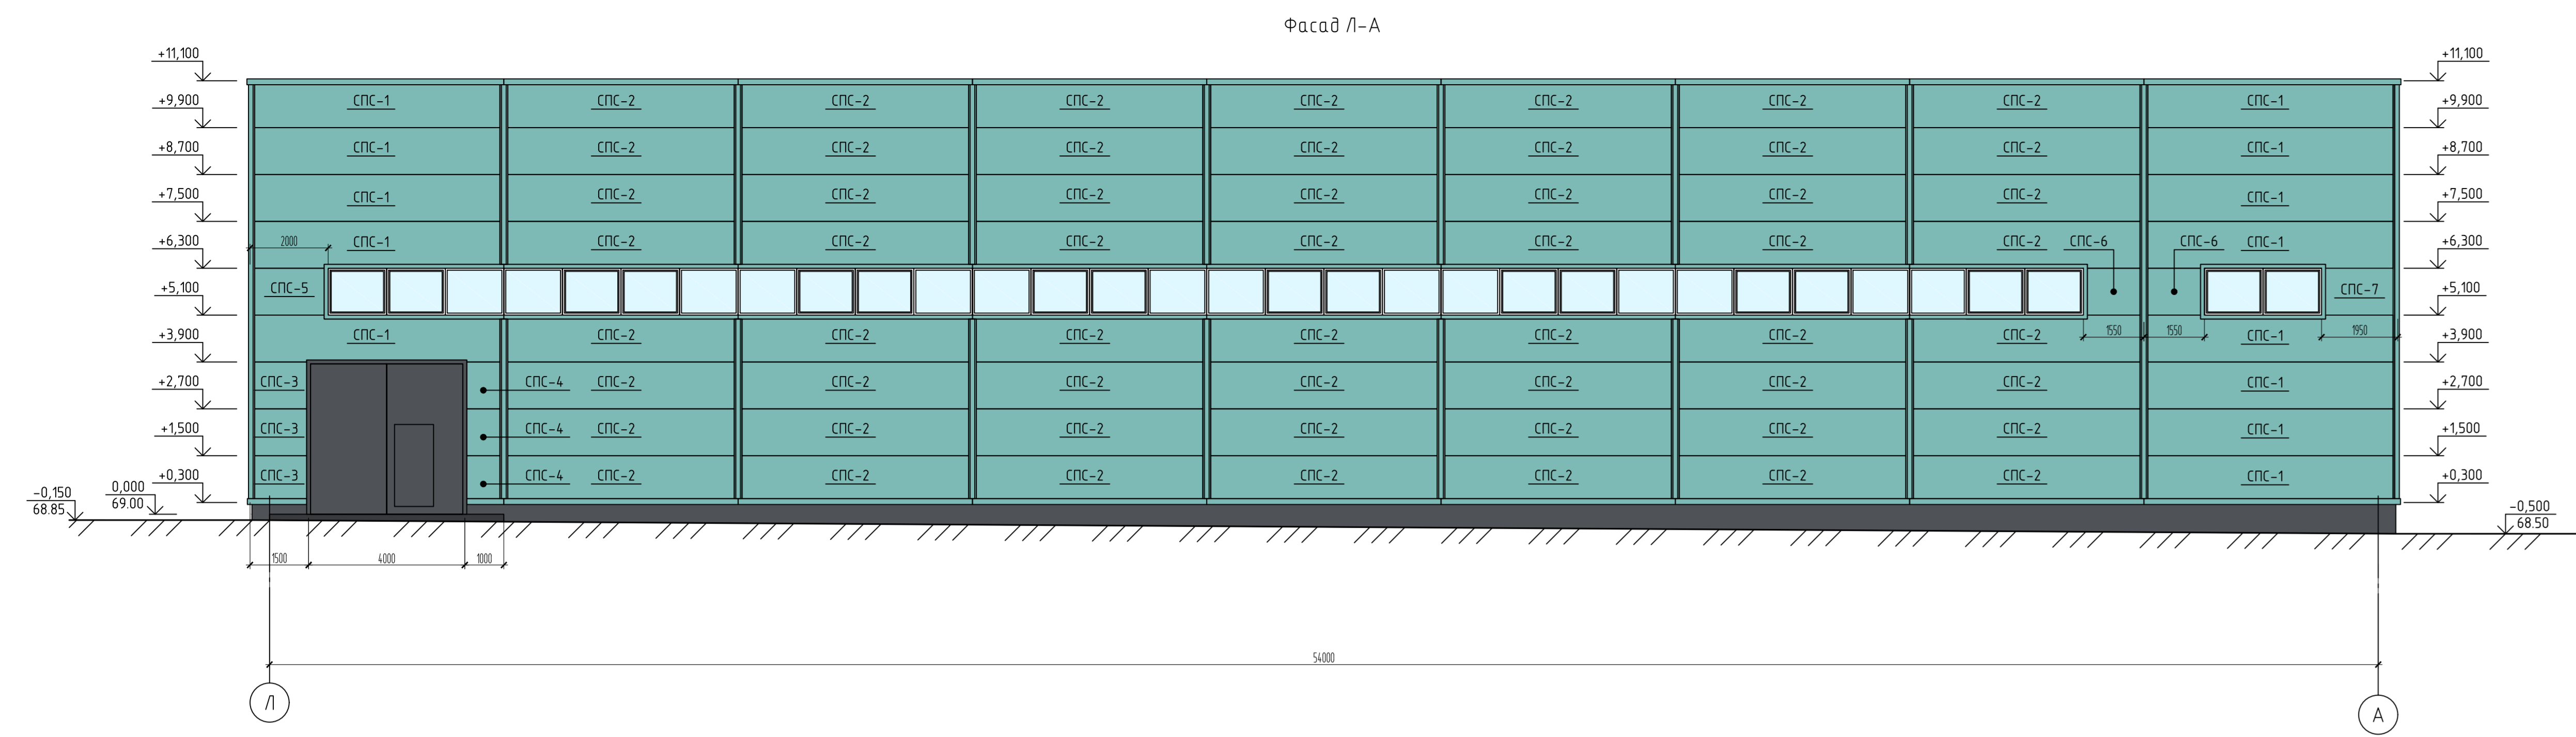 Фасад Л-А
+11,100 +11,100
+9,900 СПС-1 СПС-2 СПС-2 СПС-2 СПС-2 СПС-2 СПС-2 СПС-2 СПС-1 +9,900
+8,700 СПС-1 СПС-2 СПС-2 СПС-2 СПС-2 СПС-2 СПС-2 СПС-2 СПС-1 +8,700
+7,500 СПС-1 СПС-2 СПС-2 СПС-2 СПС-2 СПС-2 СПС-2 СПС-2 СПС-1 +7,500
+6,300 2000 СПС-1 СПС-2 СПС-2 СПС-2 СПС-2 СПС-2 СПС-2 СПС-2 СПС-6 СПС-6 СПС-1 +6,300
+5,100 СПС-5 СПС-7 +5,100
+3,900 СПС-1 СПС-2 СПС-2 СПС-2 СПС-2 СПС-2 СПС-2 СПС-2 1550 1550 СПС-1 1950 +3,900
+2,700 СПС-3 СПС-4 СПС-2 СПС-2 СПС-2 СПС-2 СПС-2 СПС-2 СПС-2 СПС-1 +2,700
+1,500 СПС-3 СПС-4 СПС-2 СПС-2 СПС-2 СПС-2 СПС-2 СПС-2 СПС-2 СПС-1 +1,500
+0,300 СПС-3 СПС-4 СПС-2 СПС-2 СПС-2 СПС-2 СПС-2 СПС-2 СПС-2 СПС-1 +0,300
-0,150 0,000 -0,500
68.85 69.00 68.50
1500 4000 1000
54000
Л А